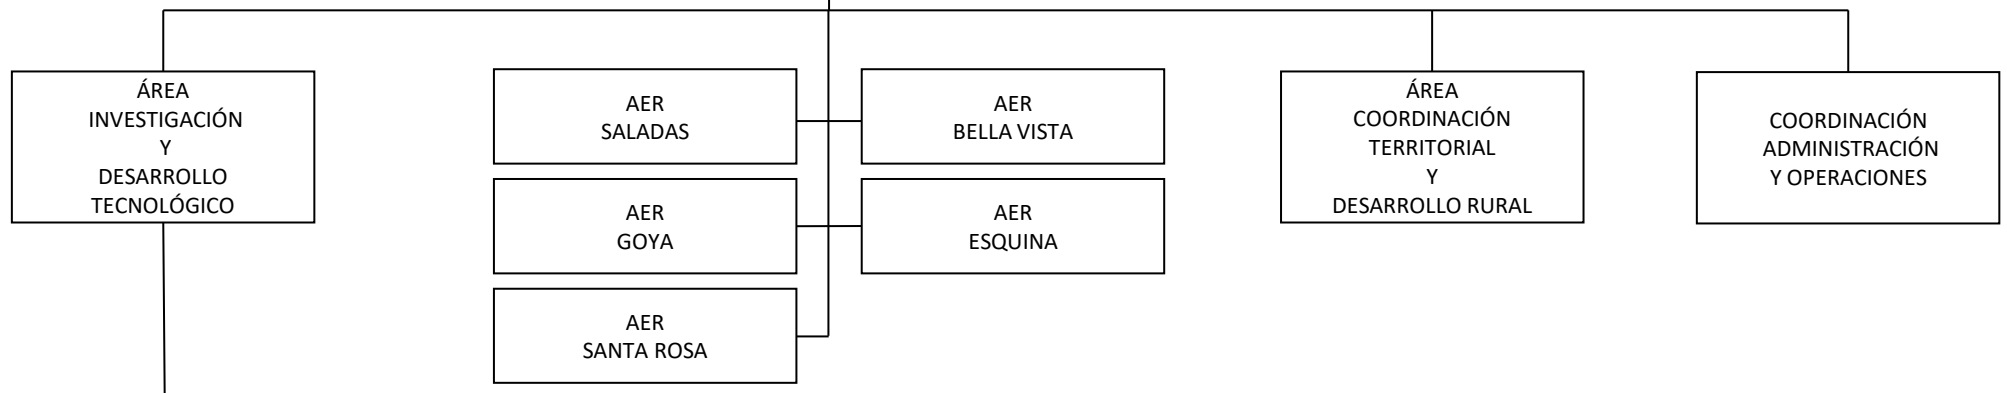 ÁREA
INVESTIGACIÓN
Y
DESARROLLO
TECNOLÓGICO
AER
SALADAS
AER
BELLA VISTA
AER
GOYA
AER
ESQUINA
AER
SANTA ROSA
ÁREA
COORDINACIÓN
TERRITORIAL
Y
DESARROLLO RURAL
COORDINACIÓN
ADMINISTRACIÓN
Y OPERACIONES